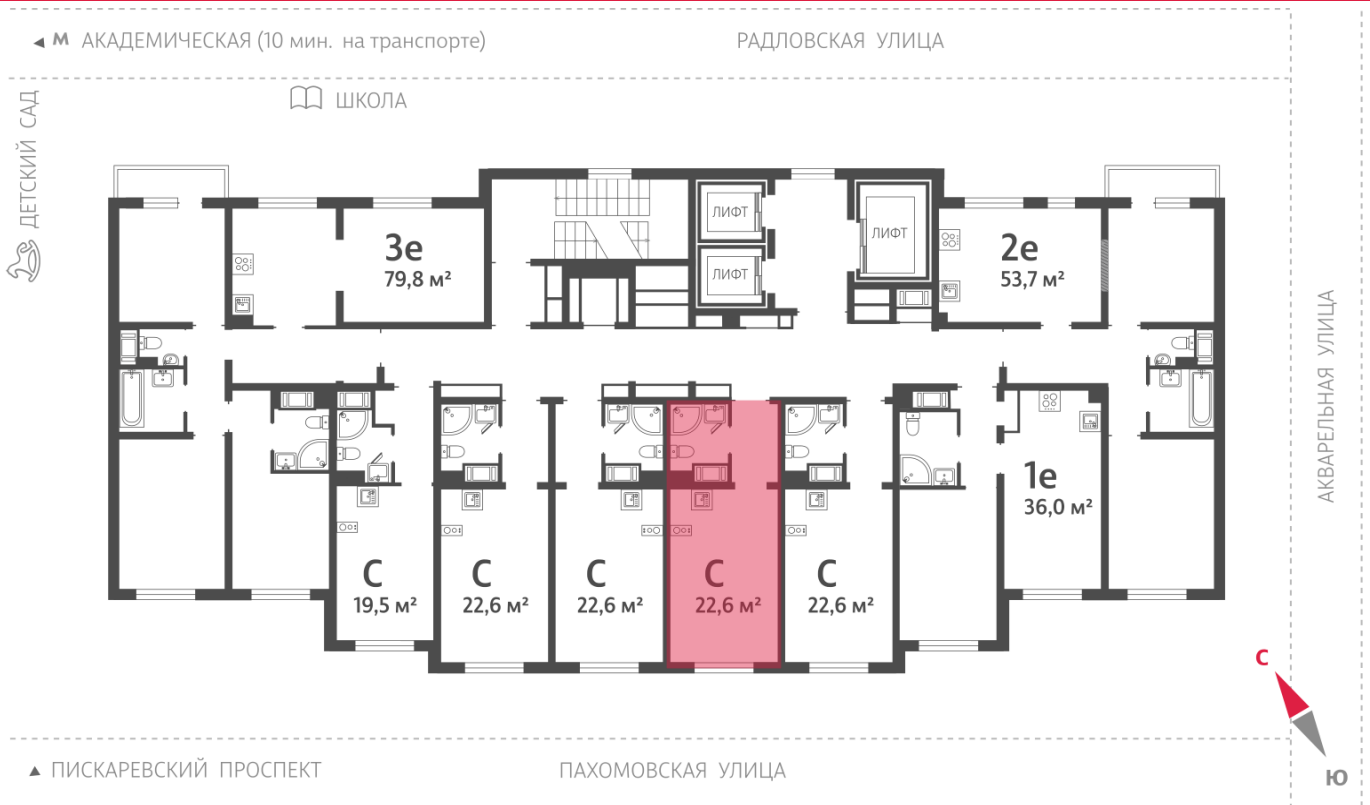 М АКАДЕМИЧЕСКАЯ (10 мин. на транспорте)
РАДЛОВСКАЯ УЛИЦА
ШКОЛА
ДЕТСКИЙ САД
ЛИФТ
ЛИФТ
ЛИФТ
3е
79,8 м²
2е
53,7 м²
АКВАРЕЛЬНАЯ УЛИЦА
1е
36,0 м²
С
19,5 м²
С
22,6 м²
С
22,6 м²
С
22,6 м²
С
22,6 м²
С
Ю
ПИСКАРЕВСКИЙ ПРОСПЕКТ
ПАХОМОВСКАЯ УЛИЦА